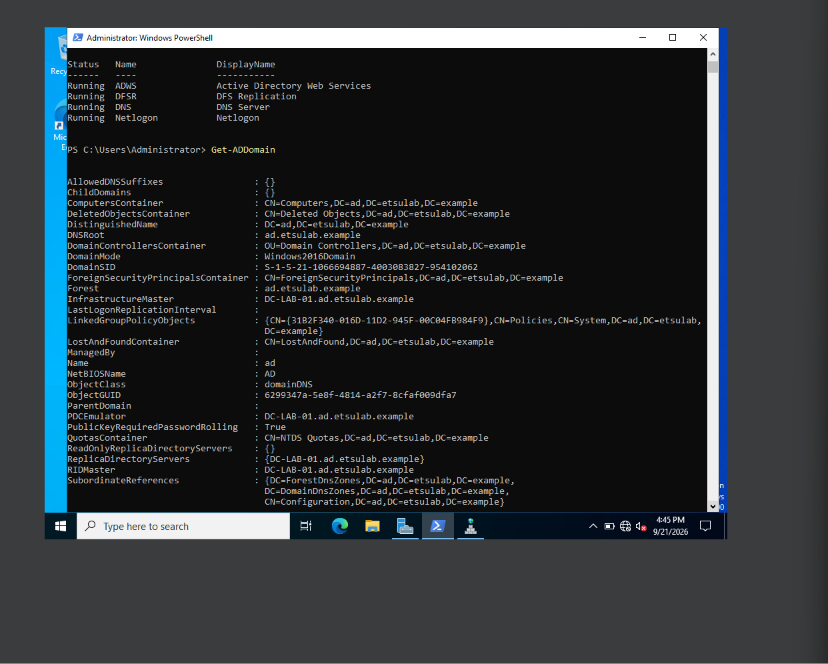 Administrator: Windows PowerShell
Status Name DisplayName
------ ---- -----------
Running ADWS Active Directory Web Services
Running DFSR DFS Replication
Running DNS DNS Server
Running Netlogon Netlogon
PS C:\Users\Administrator> Get-ADDomain
AllowedDNSSuffixes : {}
ChildDomains : {}
ComputersContainer : CN=Computers,DC=ad,DC=etsulab,DC=example
DeletedObjectsContainer : CN=Deleted Objects,DC=ad,DC=etsulab,DC=example
DistinguishedName : DC=ad,DC=etsulab,DC=example
DNSRoot : ad.etsulab.example
DomainControllersContainer : OU=Domain Controllers,DC=ad,DC=etsulab,DC=example
DomainMode : Windows2016Domain
DomainSID : S-1-5-21-1066694887-4003083827-954102062
ForeignSecurityPrincipalsContainer : CN=ForeignSecurityPrincipals,DC=ad,DC=etsulab,DC=example
Forest : ad.etsulab.example
InfrastructureMaster : DC-LAB-01.ad.etsulab.example
LastLogonReplicationInterval :
LinkedGroupPolicyObjects : {CN={31B2F340-016D-11D2-945F-00C04FB984F9},CN=Policies,CN=System,DC=ad,DC=etsulab,
DC=example}
LostAndFoundContainer : CN=LostAndFound,DC=ad,DC=etsulab,DC=example
ManagedBy :
Name : ad
NetBIOSName : AD
ObjectClass : domainDNS
ObjectGUID : 6299347a-5e8f-4814-a2f7-8cfaf009dfa7
ParentDomain :
PDCEmulator : DC-LAB-01.ad.etsulab.example
PublicKeyRequiredPasswordRolling : True
QuotasContainer : CN=NTDS Quotas,DC=ad,DC=etsulab,DC=example
ReadOnlyReplicaDirectoryServers : {}
ReplicaDirectoryServers : {DC-LAB-01.ad.etsulab.example}
RIDMaster : DC-LAB-01.ad.etsulab.example
SubordinateReferences : {DC=ForestDnsZones,DC=ad,DC=etsulab,DC=example,
DC=DomainDnsZones,DC=ad,DC=etsulab,DC=example,
CN=Configuration,DC=ad,DC=etsulab,DC=example}
Recy
Mic
E
Type here to search
4:45 PM
9/21/2026